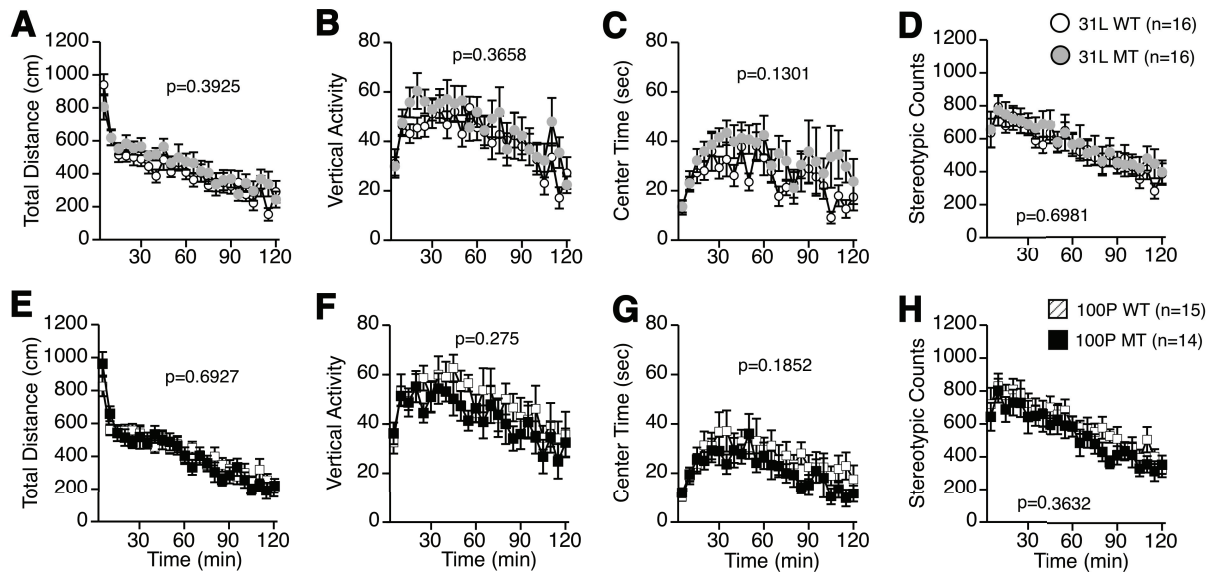 A
Total Distance (cm)
1200
1000
800
600
400
200
0
p=0.3925
30 60 90 120
B
Vertical Activity
80
60
40
20
0
p=0.3658
30 60 90 120
C
Center Time (sec)
80
60
40
20
0
p=0.1301
30 60 90 120
D
Stereotypic Counts
1200
1000
800
600
400
200
0
31L WT (n=16)
31L MT (n=16)
p=0.6981
30 60 90 120
E
Total Distance (cm)
1200
1000
800
600
400
200
0
p=0.6927
30 60 90 120
Time (min)
F
Vertical Activity
80
60
40
20
0
p=0.275
30 60 90 120
Time (min)
G
Center Time (sec)
80
60
40
20
0
p=0.1852
30 60 90 120
Time (min)
H
Stereotypic Counts
1200
1000
800
600
400
200
0
100P WT (n=15)
100P MT (n=14)
p=0.3632
30 60 90 120
Time (min)